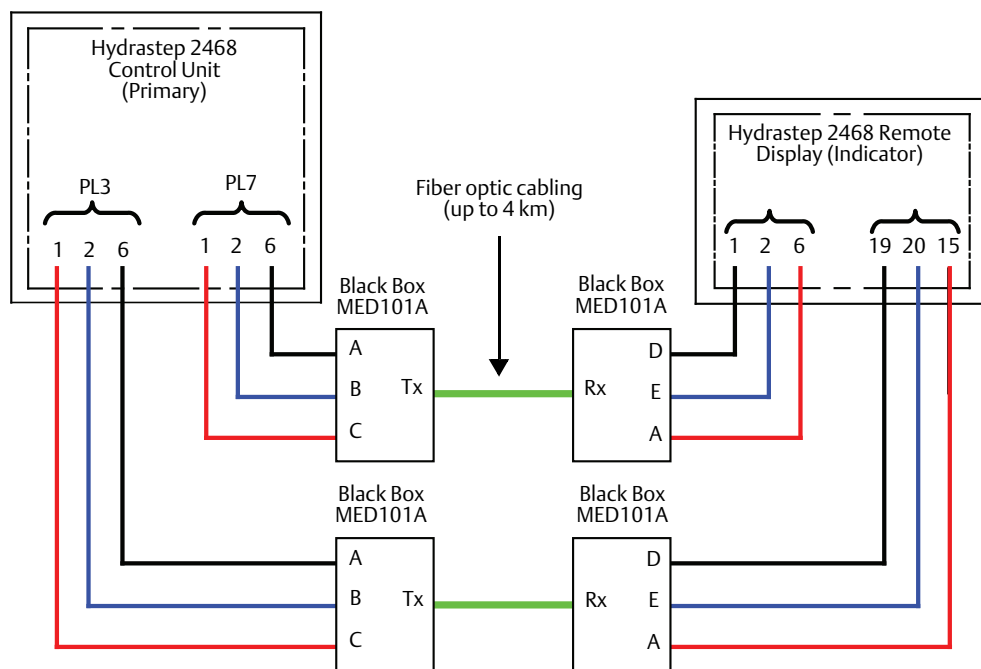 Hydrastep 2468
Control Unit
(Primary)
PL3
PL7
1 2 6
1 2 6
Hydrastep 2468 Remote
Display (Indicator)
1 2 6
19 20 15
Fiber optic cabling
(up to 4 km)
Black Box
MED101A
A
B
C
Tx
Black Box
MED101A
Rx
D
E
A
Black Box
MED101A
A
B
C
Tx
Black Box
MED101A
Rx
D
E
A